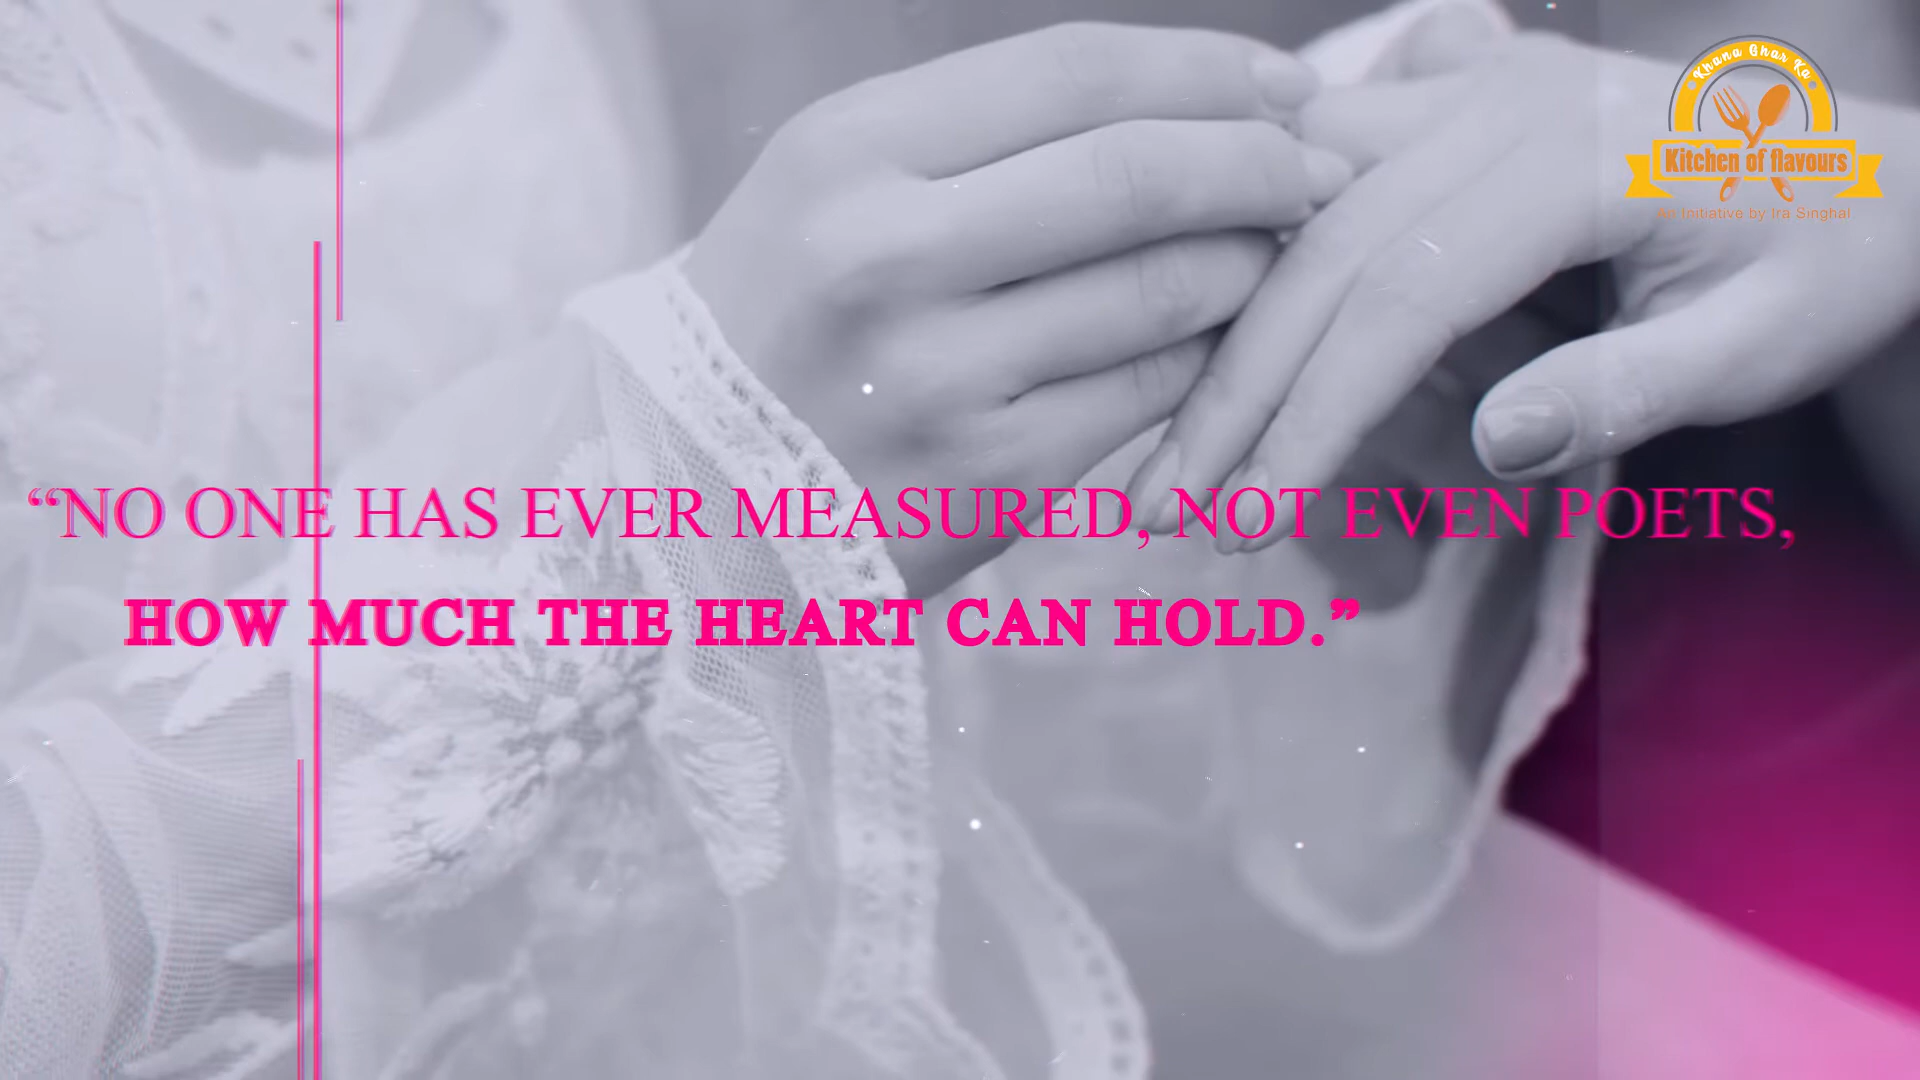 Khana Ghar Ka
Kitchen of flavours
An Initiative by Ira Singhal
“NO ONE HAS EVER MEASURED, NOT EVEN POETS,
HOW MUCH THE HEART CAN HOLD.”